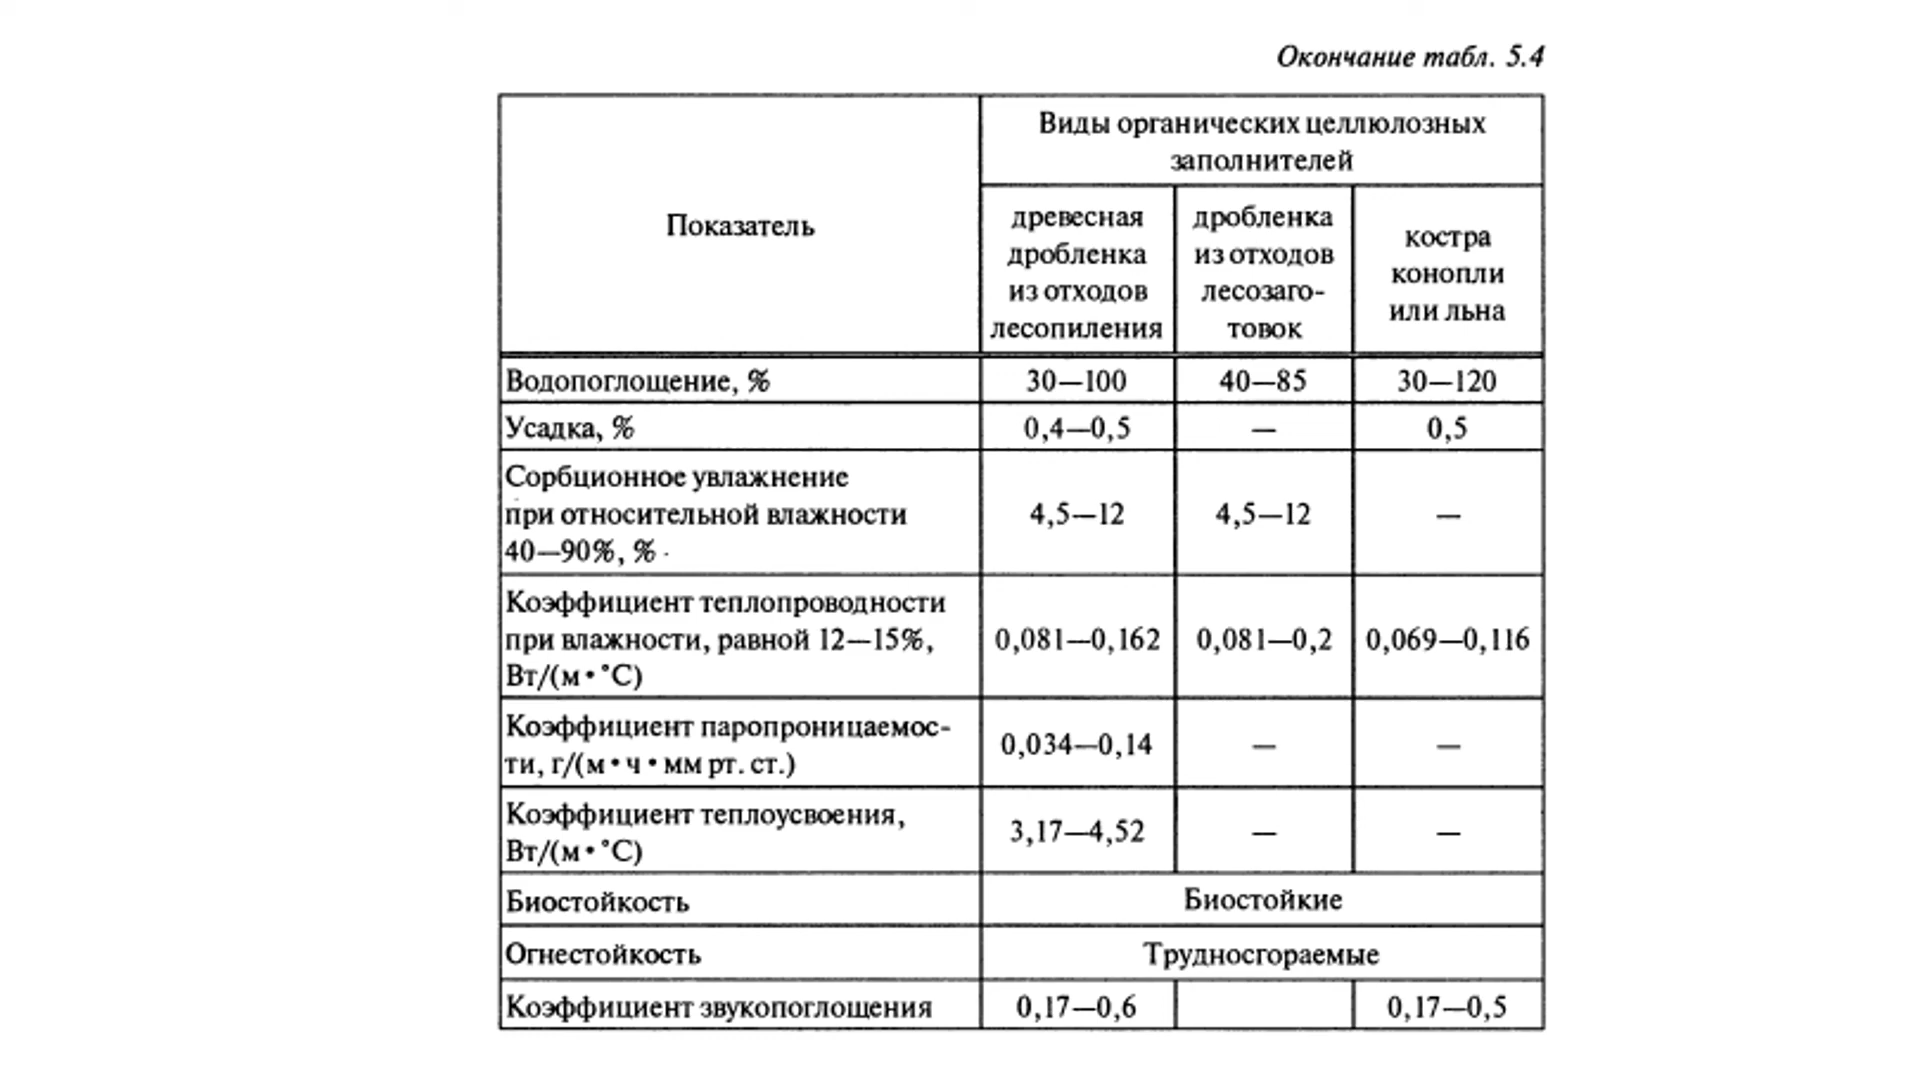 Окончание табл. 5.4
Показатель
Виды органических целлюлозных
заполнителей
древесная
дробленка
из отходов
лесопиления
дробленка
из отходов
лесозаго-
товок
костра
конопли
или льна
Водопоглощение, %
30—100
40—85
30—120
Усадка, %
0,4—0,5
—
0,5
Сорбционное увлажнение
при относительной влажности
40—90%, %
4,5—12
4,5—12
—
Коэффициент теплопроводности
при влажности, равной 12—15%,
Вт/(м•°С)
0,081—0,162
0,081—0,2
0,069—0,116
Коэффициент паропроницаемос-
ти, г/(м•ч•мм рт. ст.)
0,034—0,14
—
—
Коэффициент теплоусвоения,
Вт/(м•°С)
3,17—4,52
—
—
Биостойкость
Биостойкие
Огнестойкость
Трудносгораемые
Коэффициент звукопоглощения
0,17—0,6
0,17—0,5